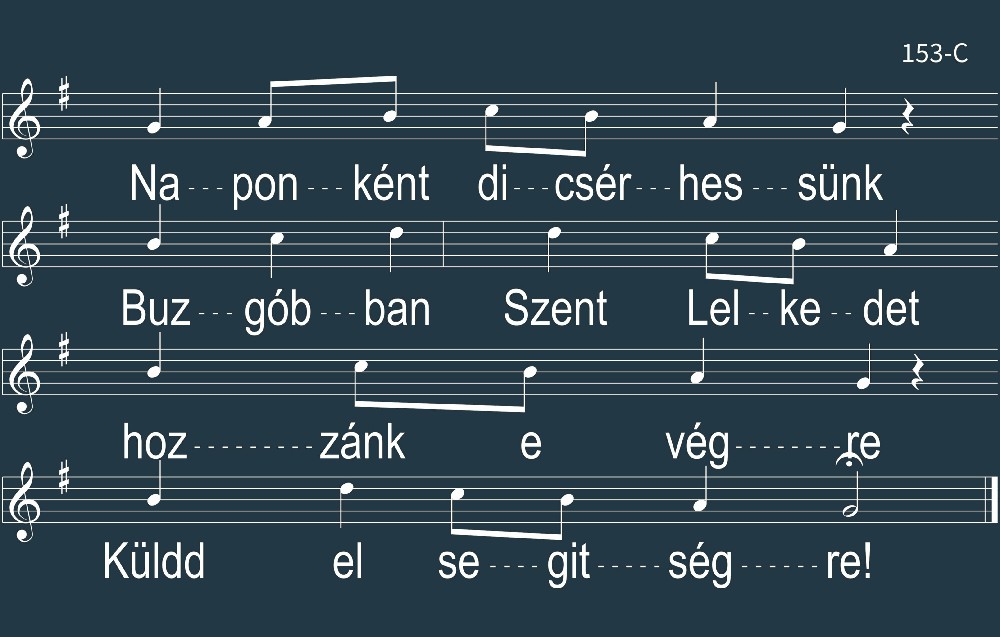 153-C
Na---pon---ként di---csér---hes---sünk
Buz---gób---ban Szent Lel--ke--det
hoz----------zánk e vég--------re
Küldd el se----git-----ség------re!